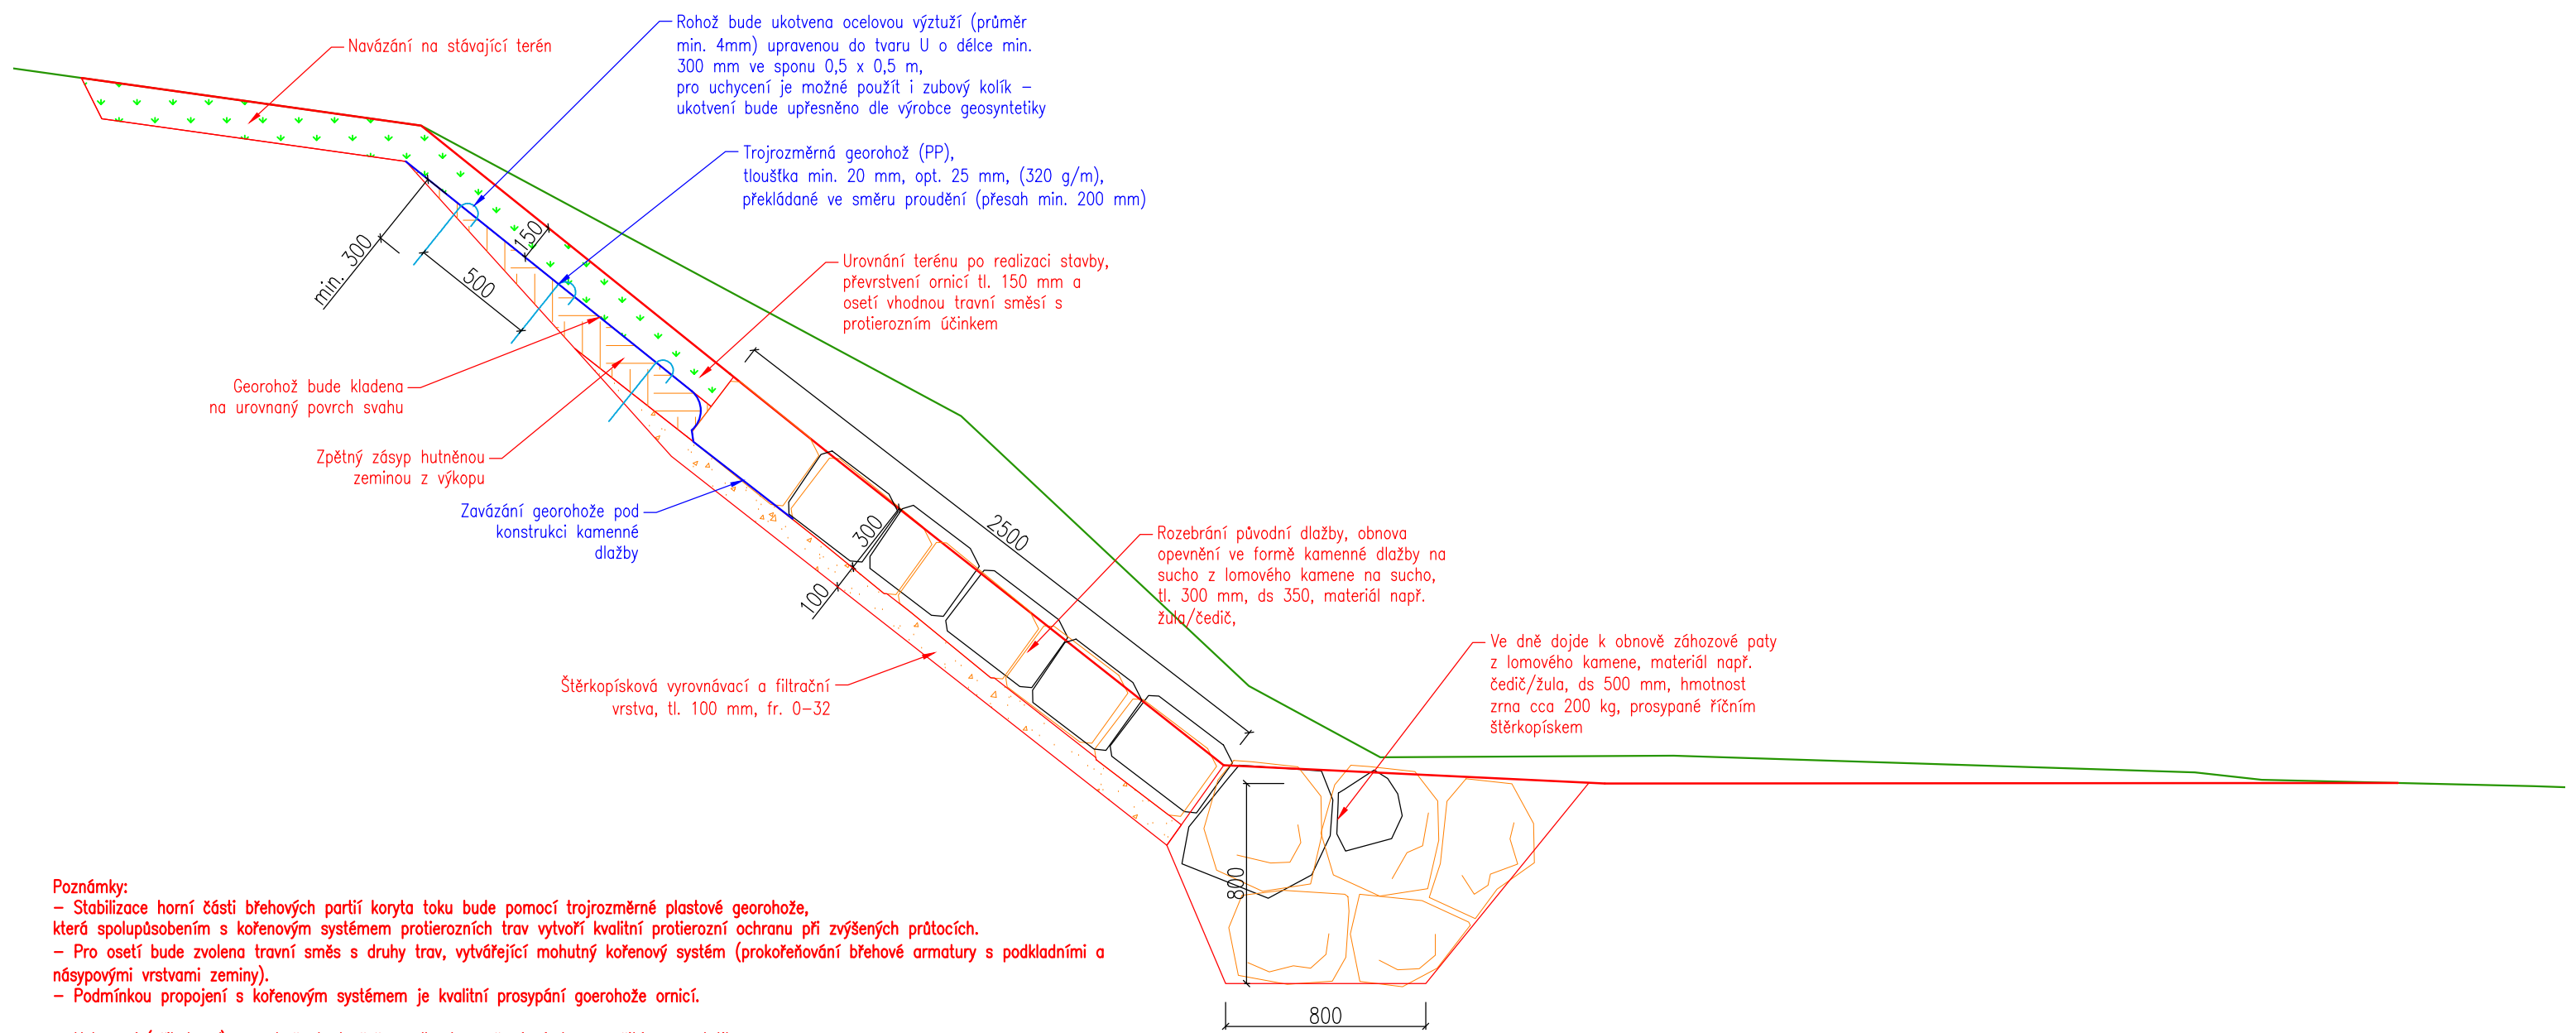 Rohož bude ukotvena ocelovou výztuží (průměr
min. 4mm) upravenou do tvaru U o délce min.
300 mm ve sponu 0,5 x 0,5 m,
pro uchycení je možné použít i zubový kolík –
ukotvení bude upřesněno dle výrobce geosyntetiky
Navázání na stávající terén
Trojrozměrná georohož (PP),
tloušťka min. 20 mm, opt. 25 mm, (320 g/m),
překládané ve směru proudění (přesah min. 200 mm)
min. 300
500
150
Urovnání terénu po realizaci stavby,
převrstvení ornicí tl. 150 mm a
osetí vhodnou travní směsí s
protierozním účinkem
Georohož bude kladena
na urovnaný povrch svahu
Zpětný zásyp hutněnou
zeminou z výkopu
Zavázání georohože pod
konstrukci kamenné
dlažby
2500
300
100
Rozebrání původní dlažby, obnova
opevnění ve formě kamenné dlažby na
sucho z lomového kamene na sucho,
tl. 300 mm, ds 350, materiál např.
žula/čedič,
Štěrkopísková vyrovnávací a filtrační
vrstva, tl. 100 mm, fr. 0–32
Ve dně dojde k obnově záhozové paty
z lomového kamene, materiál např.
čedič/žula, ds 500 mm, hmotnost
zrna cca 200 kg, prosypané říčním
štěrkopískem
800
800
Poznámky:
– Stabilizace horní části břehových partií koryta toku bude pomocí trojrozměrné plastové georohože,
která spolupůsobením s kořenovým systémem protierozních trav vytvoří kvalitní protierozní ochranu při zvýšených průtocích.
– Pro osetí bude zvolena travní směs s druhy trav, vytvářející mohutný kořenový systém (prokořeňování břehové armatury s podkladními a
násypovými vrstvami zeminy).
– Podmínkou propojení s kořenovým systémem je kvalitní prosypání goerohože ornicí.